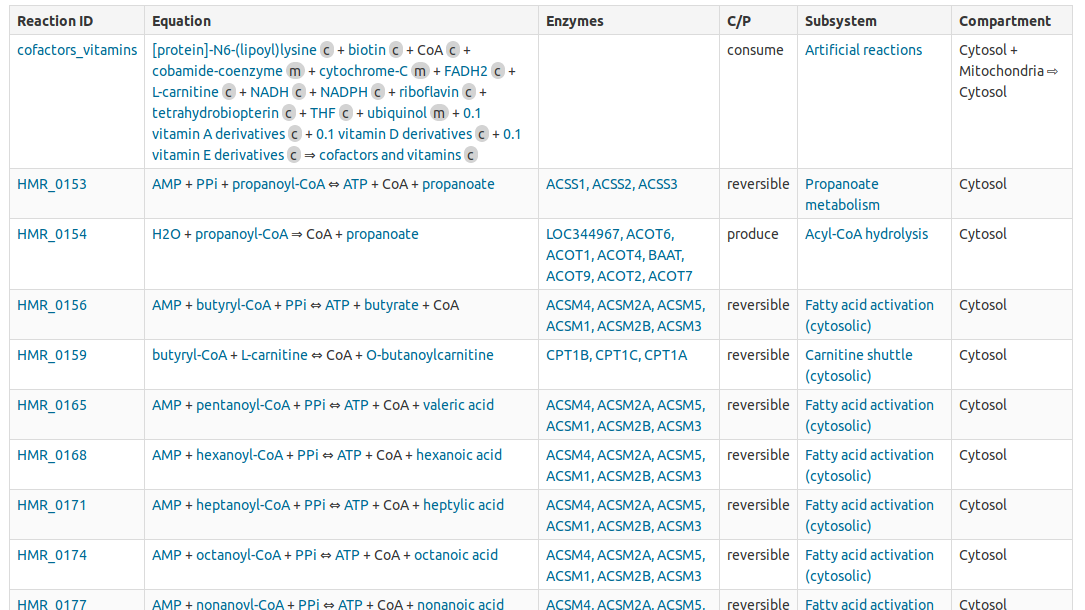 Reaction ID Equation Enzymes C/P Subsystem Compartment
cofactors_vitamins [protein]-N6-(lipoyl)lysine c + biotin c + CoA c + consume Artificial reactions Cytosol +
cobamide-coenzyme m + cytochrome-C m + FADH2 c + Mitochondria ⇨
L-carnitine c + NADH c + NADPH c + riboflavin c + Cytosol
tetrahydrobiopterin c + THF c + ubiquinol m + 0.1
vitamin A derivatives c + 0.1 vitamin D derivatives c + 0.1
vitamin E derivatives c ⇒ cofactors and vitamins c
HMR_0153 AMP + PPi + propanoyl-CoA ⇔ ATP + CoA + propanoate ACSS1, ACSS2, ACSS3 reversible Propanoate Cytosol
metabolism
HMR_0154 H2O + propanoyl-CoA ⇒ CoA + propanoate LOC344967, ACOT6, produce Acyl-CoA hydrolysis Cytosol
ACOT1, ACOT4, BAAT,
ACOT9, ACOT2, ACOT7
HMR_0156 AMP + butyryl-CoA + PPi ⇔ ATP + butyrate + CoA ACSM4, ACSM2A, ACSM5, reversible Fatty acid activation Cytosol
ACSM1, ACSM2B, ACSM3 (cytosolic)
HMR_0159 butyryl-CoA + L-carnitine ⇔ CoA + O-butanoylcarnitine CPT1B, CPT1C, CPT1A reversible Carnitine shuttle Cytosol
(cytosolic)
HMR_0165 AMP + pentanoyl-CoA + PPi ⇔ ATP + CoA + valeric acid ACSM4, ACSM2A, ACSM5, reversible Fatty acid activation Cytosol
ACSM1, ACSM2B, ACSM3 (cytosolic)
HMR_0168 AMP + hexanoyl-CoA + PPi ⇔ ATP + CoA + hexanoic acid ACSM4, ACSM2A, ACSM5, reversible Fatty acid activation Cytosol
ACSM1, ACSM2B, ACSM3 (cytosolic)
HMR_0171 AMP + heptanoyl-CoA + PPi ⇔ ATP + CoA + heptylic acid ACSM4, ACSM2A, ACSM5, reversible Fatty acid activation Cytosol
ACSM1, ACSM2B, ACSM3 (cytosolic)
HMR_0174 AMP + octanoyl-CoA + PPi ⇔ ATP + CoA + octanoic acid ACSM4, ACSM2A, ACSM5, reversible Fatty acid activation Cytosol
ACSM1, ACSM2B, ACSM3 (cytosolic)
HMR_0177 AMP + nonanoyl-CoA + PPi ⇔ ATP + CoA + nonanoic acid ACSM4, ACSM2A, ACSM5, reversible Fatty acid activation Cytosol